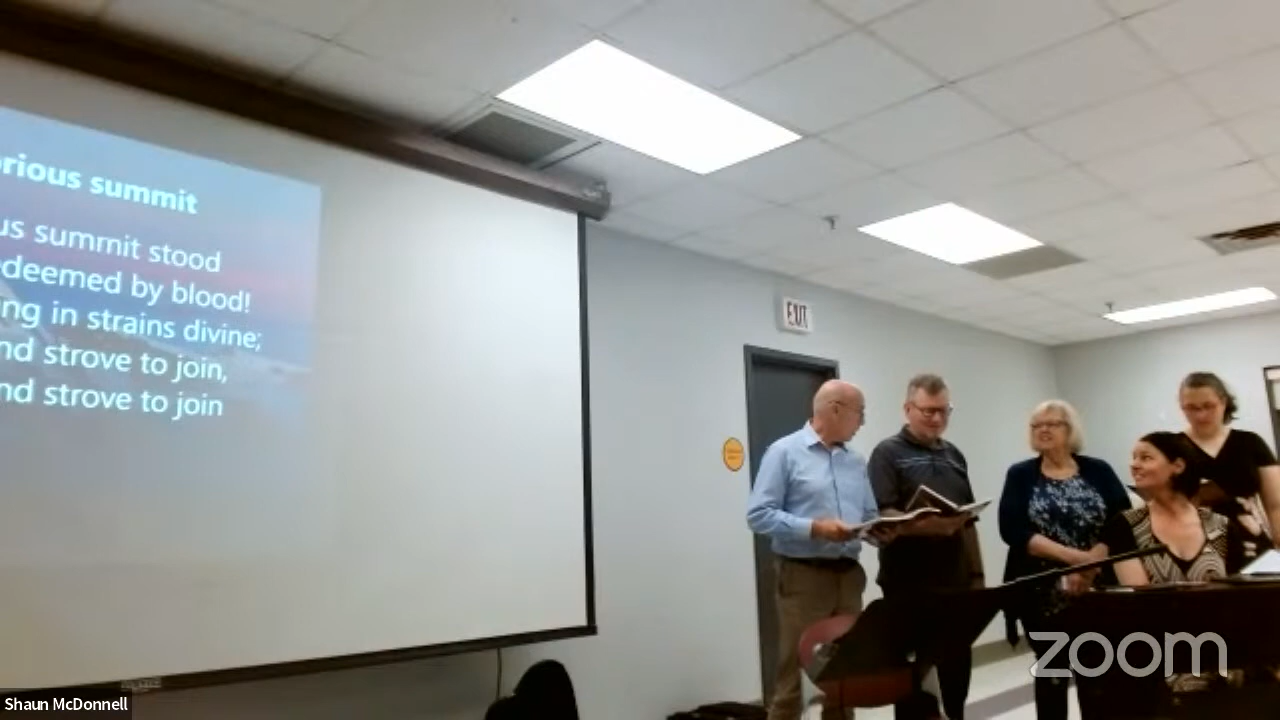 rious summit
us summit stood
deemed by blood!
ing in strains divine;
nd strove to join,
nd strove to join
EXIT
zoom
Shaun McDonnell